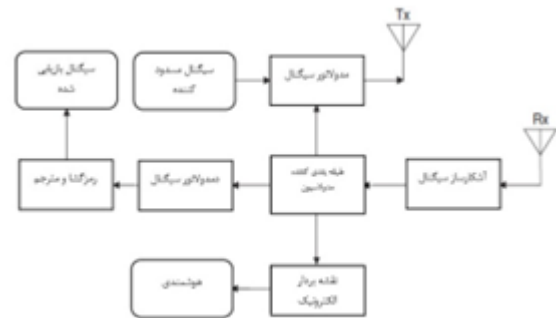 Tx
سیگنال بازیابی
شده
سیگنال مسدود
کننده
مدولاتور سیگنال
Rx
رمزگشا و مترجم
دمدولاتور سیگنال
طبقه بندی کننده
مدولاسیون
آشکارساز سیگنال
هوشمندی
نقشه بردار
الکترونیک